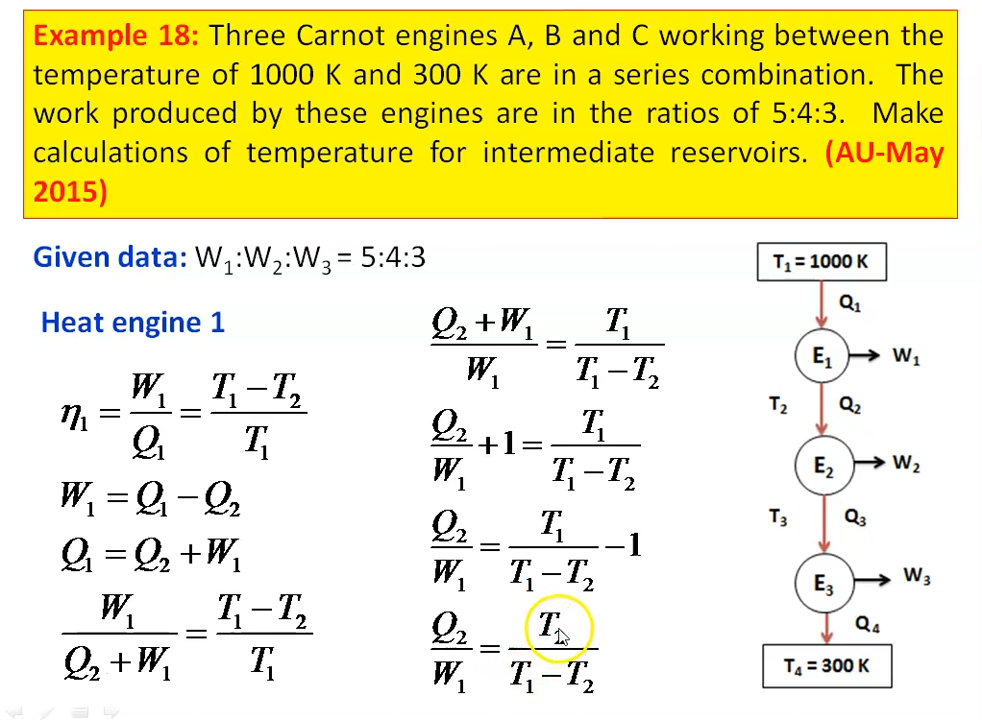 Example 18: Three Carnot engines A, B and C working between the
temperature of 1000 K and 300 K are in a series combination. The
work produced by these engines are in the ratios of 5:4:3. Make
calculations of temperature for intermediate reservoirs. (AU-May
2015)
Given data: W₁:W₂:W₃ = 5:4:3
Heat engine 1
η₁ = W₁/Q₁ = (T₁ − T₂)/T₁
W₁ = Q₁ − Q₂
Q₁ = Q₂ + W₁
W₁/(Q₂ + W₁) = (T₁ − T₂)/T₁
(Q₂ + W₁)/W₁ = T₁/(T₁ − T₂)
Q₂/W₁ + 1 = T₁/(T₁ − T₂)
Q₂/W₁ = T₁/(T₁ − T₂) − 1
Q₂/W₁ = T₂/(T₁ − T₂)
T₁ = 1000 K
Q₁
E₁
W₁
T₂
Q₂
E₂
W₂
T₃
Q₃
E₃
W₃
Q₄
T₄ = 300 K